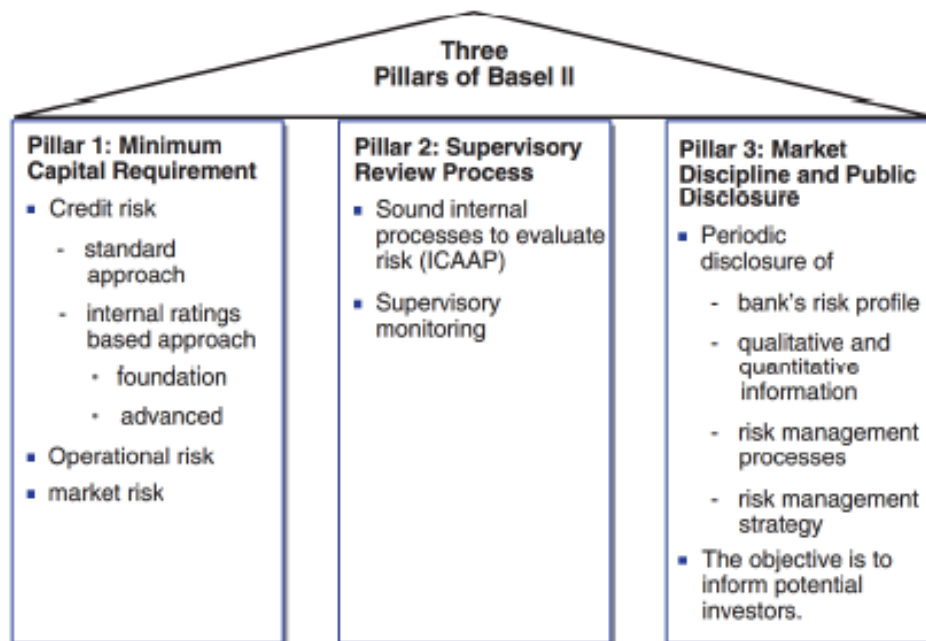 Three
Pillars of Basel II
Pillar 1: Minimum
Capital Requirement
▪ Credit risk
- standard
approach
- internal ratings
based approach
• foundation
• advanced
▪ Operational risk
▪ market risk
Pillar 2: Supervisory
Review Process
▪ Sound internal
processes to evaluate
risk (ICAAP)
▪ Supervisory
monitoring
Pillar 3: Market
Discipline and Public
Disclosure
▪ Periodic
disclosure of
- bank's risk profile
- qualitative and
quantitative
information
- risk management
processes
- risk management
strategy
▪ The objective is to
inform potential
investors.